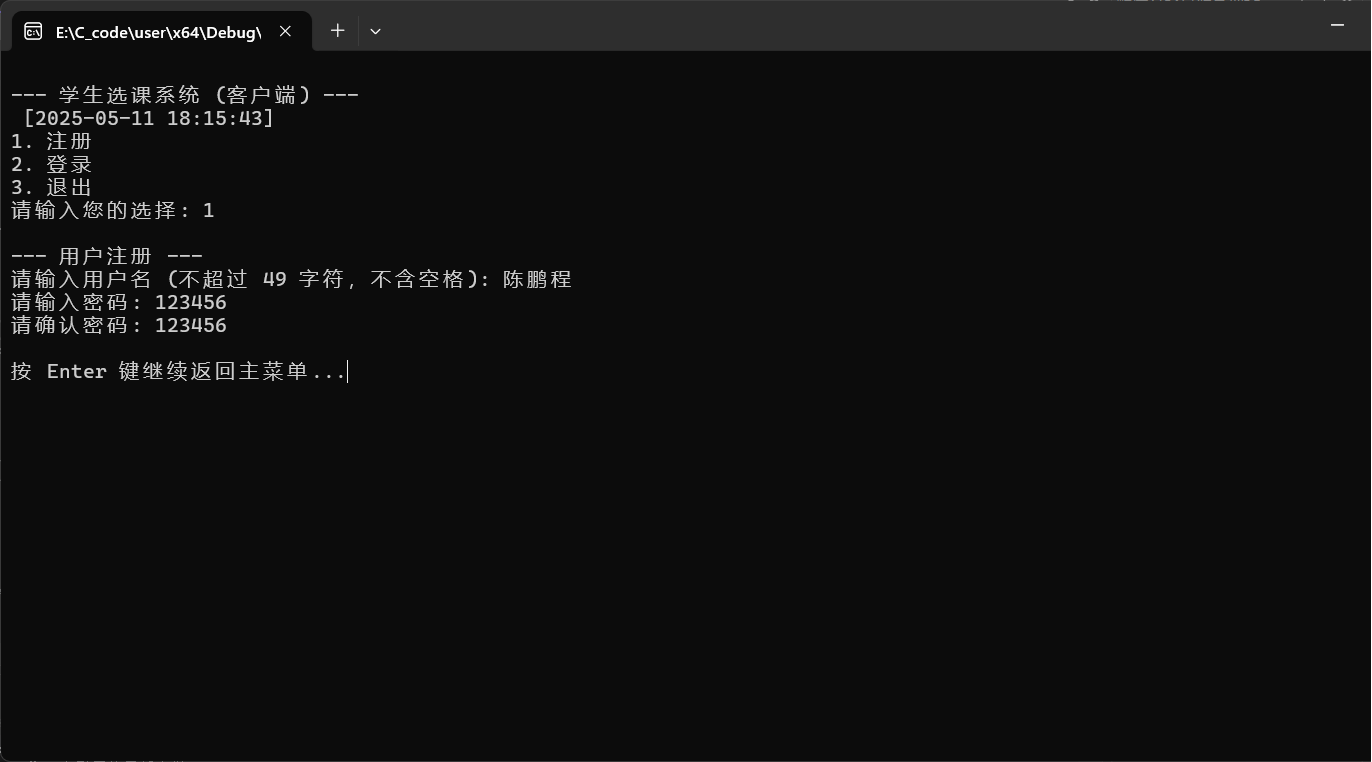 E:\C_code\user\x64\Debug\
--- 学生选课系统 (客户端) ---
[2025-05-11 18:15:43]
1. 注册
2. 登录
3. 退出
请输入您的选择: 1
--- 用户注册 ---
请输入用户名 (不超过 49 字符, 不含空格): 陈鹏程
请输入密码: 123456
请确认密码: 123456
按 Enter 键继续返回主菜单...